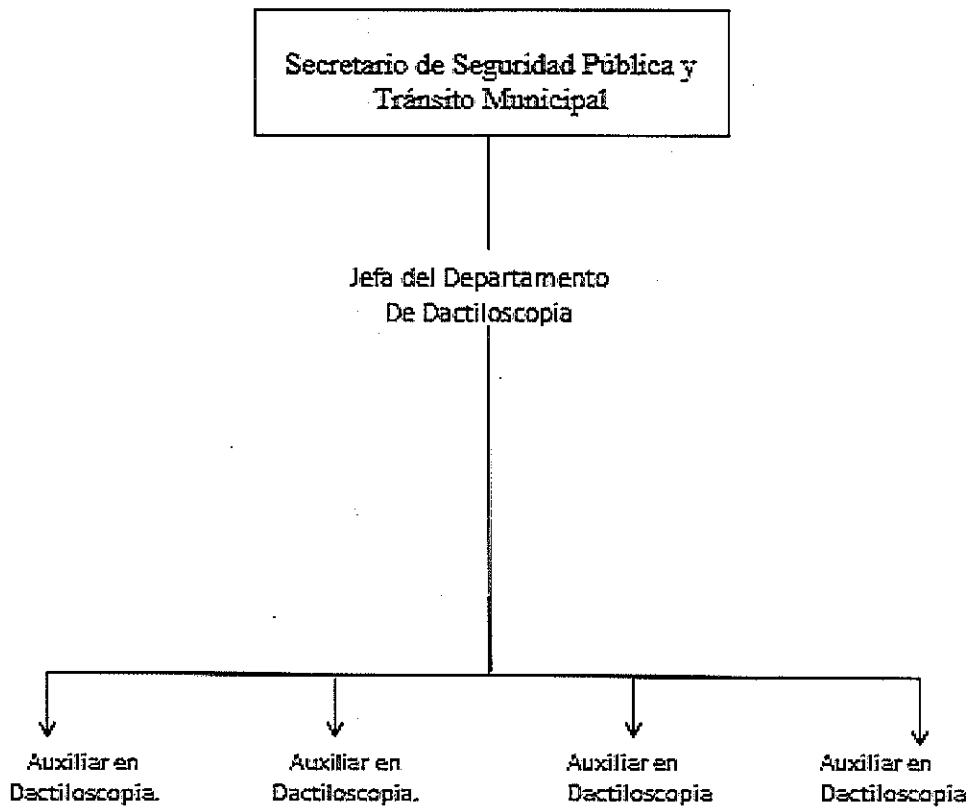 Secretario de Seguridad Pública y
Tránsito Municipal
Jefa del Departamento
De Dactiloscopia
Auxiliar en
Dactiloscopia.
Auxiliar en
Dactiloscopia.
Auxiliar en
Dactiloscopia
Auxiliar en
Dactiloscopia